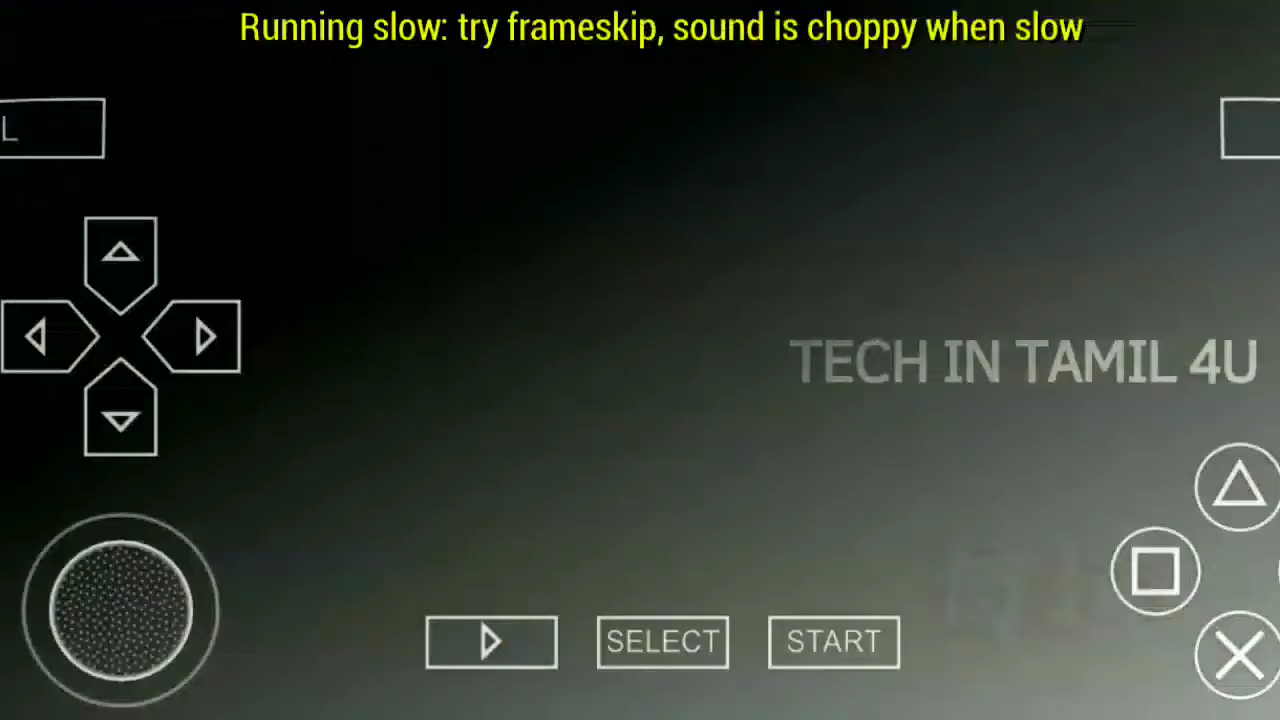 Running slow: try frameskip, sound is choppy when slow
L
TECH IN TAMIL 4U
SELECT
START